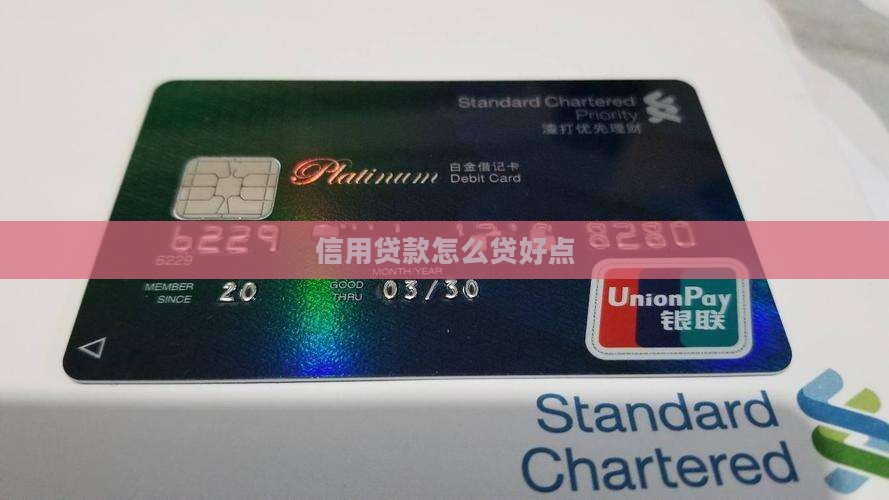 Standard Chartered
Priority
渣打优先理财
Platinum
白金借记卡
Debit Card
6229 8280
信用贷款怎么贷好点
6229
MONTH/YEAR
MEMBER SINCE 20 GOOD THRU 03/30
UnionPay
银联
Standard
Chartered